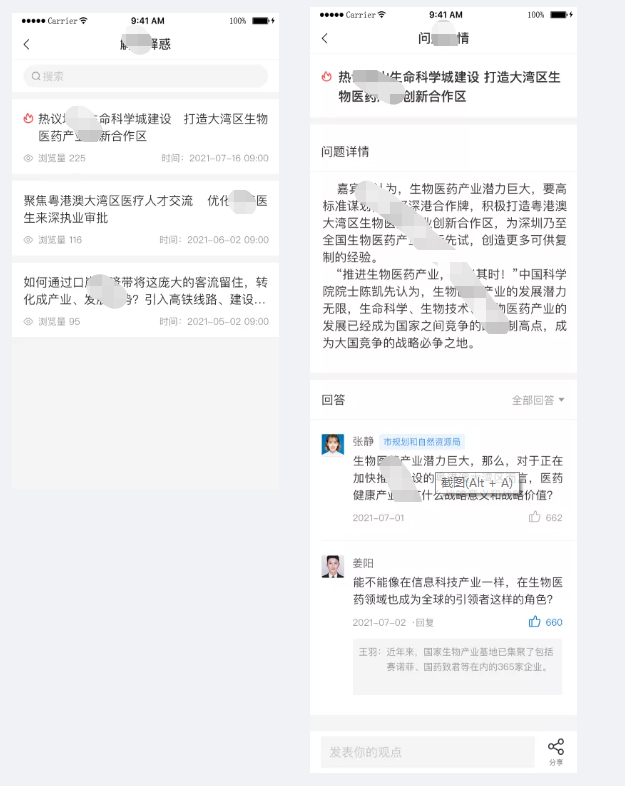 Carrier 9:41 AM 100%
释惑
搜索
热议 命科学城建设 打造大湾区生物
医药产 新合作区
浏览量 225 时间：2021-07-16 09:00
聚焦粤港澳大湾区医疗人才交流 优化 医
生来深执业审批
浏览量 116 时间：2021-06-02 09:00
如何通过口岸 带将这庞大的客流留住，转
化成产业、发 ？引入高铁线路、建设...
浏览量 95 时间：2021-05-02 09:00
Carrier 9:41 AM 100%
问 情
热 生命科学城建设 打造大湾区生
物医药 创新合作区
问题详情
嘉宾 为，生物医药产业潜力巨大，要高
标准谋划 深港合作牌，积极打造粤港澳
大湾区生物医 业创新合作区，为深圳乃至
全国生物医药产 先试，创造更多可供复
制的经验。
“推进生物医药产业， 其时！”中国科学
院院士陈凯先认为，生物 产业的发展潜力
无限，生命科学、生物技术、 物医药产业的
发展已经成为国家之间竞争的 制高点，成
为大国竞争的战略必争之地。
回答 全部回答
张静 市规划和自然资源局
生物医药产业潜力巨大，那么，对于正在
加快推 设的 言，医药
健康产 什么战略意义和战略价值？
截图(Alt + A)
2021-07-01 662
姜阳
能不能像在信息科技产业一样，在生物医
药领域也成为全球的引领者这样的角色？
2021-07-02 ·回复 660
王羽：近年来，国家生物产业基地已集聚了包括
赛诺菲、国药致君等在内的365家企业。
发表你的观点 分享